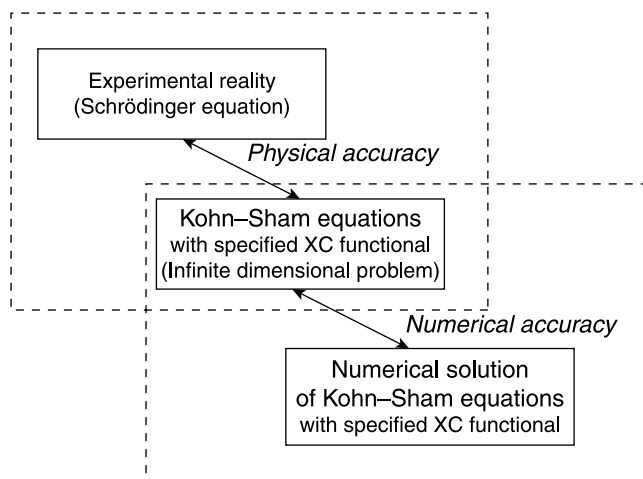 Experimental reality
(Schrödinger equation)
Physical accuracy
Kohn–Sham equations
with specified XC functional
(Infinite dimensional problem)
Numerical accuracy
Numerical solution
of Kohn–Sham equations
with specified XC functional